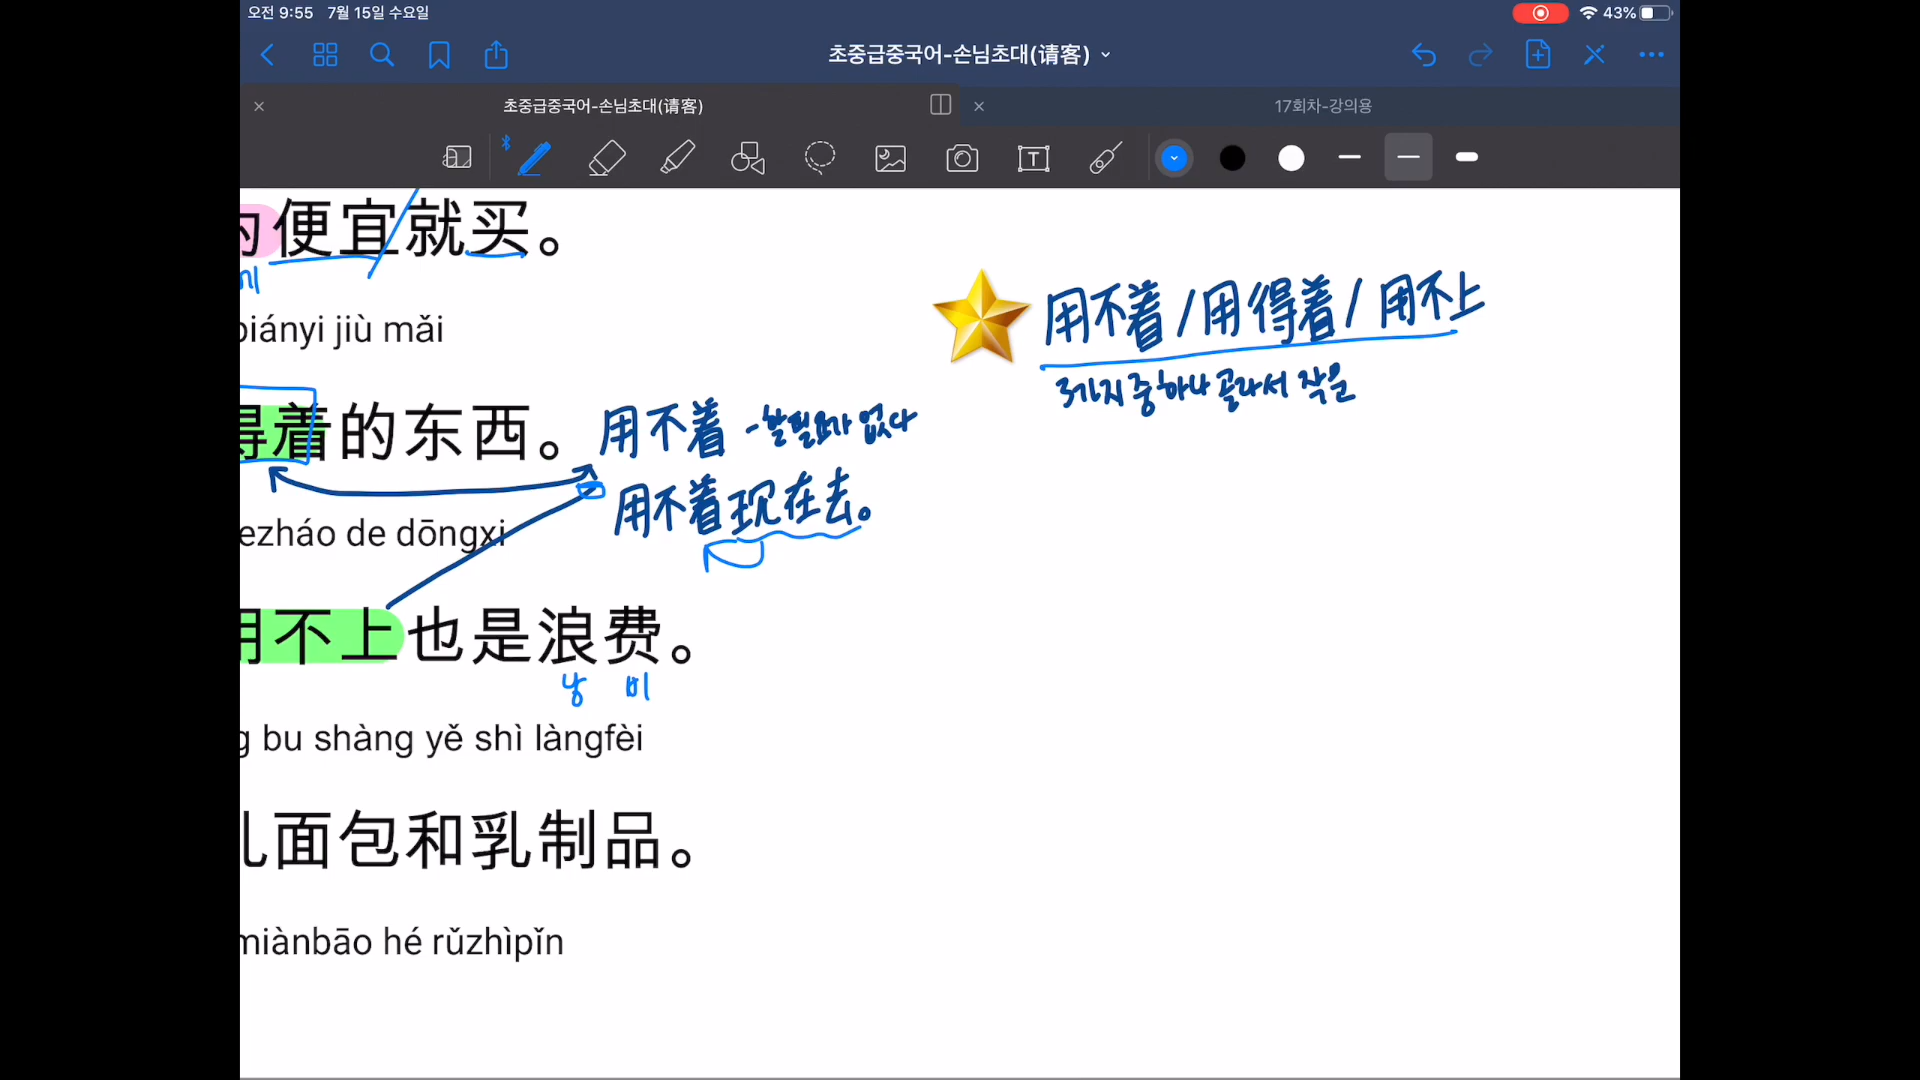 오전 9:55 7월 15일 수요일
43%
초중급중국어-손님초대(请客)
초중급중국어-손님초대(请客)
17회차-강의용
便宜就买。
piányi jiù mǎi
用不着/用得着/用不上
3가지 중 하나 골라서 작문
得着的东西。
用不着 - 할 필요가 없다
用不着现在去。
ezháo de dōngxi
用不上也是浪费。
낭 비
g bu shàng yě shì làngfèi
面包和乳制品。
miànbāo hé rǔzhìpǐn